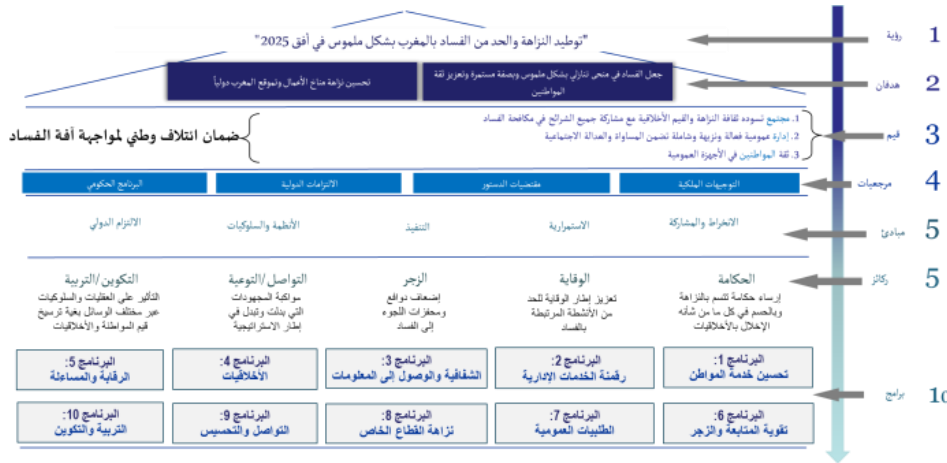 "توطيد النزاهة والحد من الفساد بالمغرب بشكل ملموس في أفق 2025"
رؤية
1
جعل الفساد في منحى تنازلي بشكل ملموس وبصفة مستمرة وتعزيز ثقة
المواطنين
تحسين نزاهة مناخ الأعمال وتموقع المغرب دولياً
هدفان
2
1. مجتمع تسوده ثقافة النزاهة والقيم الأخلاقية مع مشاركة جميع الشرائح في مكافحة الفساد
2. إدارة عمومية فعالة ونزيهة وشاملة تضمن المساواة والعدالة الاجتماعية
3. ثقة المواطنين في الأجهزة العمومية
ضمان ائتلاف وطني لمواجهة آفة الفساد
قيم
3
التوجيهات الملكية
مقتضيات الدستور
الالتزامات الدولية
البرنامج الحكومي
مرجعيات
4
الانخراط والمشاركة
الاستمرارية
التنفيذ
الأنظمة والسلوكيات
الالتزام الدولي
مبادئ
5
الحكامة
إرساء حكامة تتسم بالنزاهة
وبالحسم في كل ما من شأنه
الإخلال بالأخلاقيات
الوقاية
تعزيز إطار الوقاية للحد
من الأنشطة المرتبطة
بالفساد
الزجر
إضعاف دوافع
ومحفزات اللجوء
إلى الفساد
التواصل/التوعية
مواكبة المجهودات
التي بذلت وتبذل في
إطار الاستراتيجية
التكوين/التربية
التأثير على العقليات والسلوكيات
عبر مختلف الوسائل بغية ترسيخ
قيم المواطنة والأخلاقيات
ركائز
5
البرنامج 1:
تحسين خدمة المواطن
البرنامج 2:
رقمنة الخدمات الإدارية
البرنامج 3:
الشفافية والوصول إلى المعلومات
البرنامج 4:
الأخلاقيات
البرنامج 5:
الرقابة والمساءلة
برامج
10
البرنامج 6:
تقوية المتابعة والزجر
البرنامج 7:
الطلبيات العمومية
البرنامج 8:
نزاهة القطاع الخاص
البرنامج 9:
التواصل والتحسيس
البرنامج 10:
التربية والتكوين